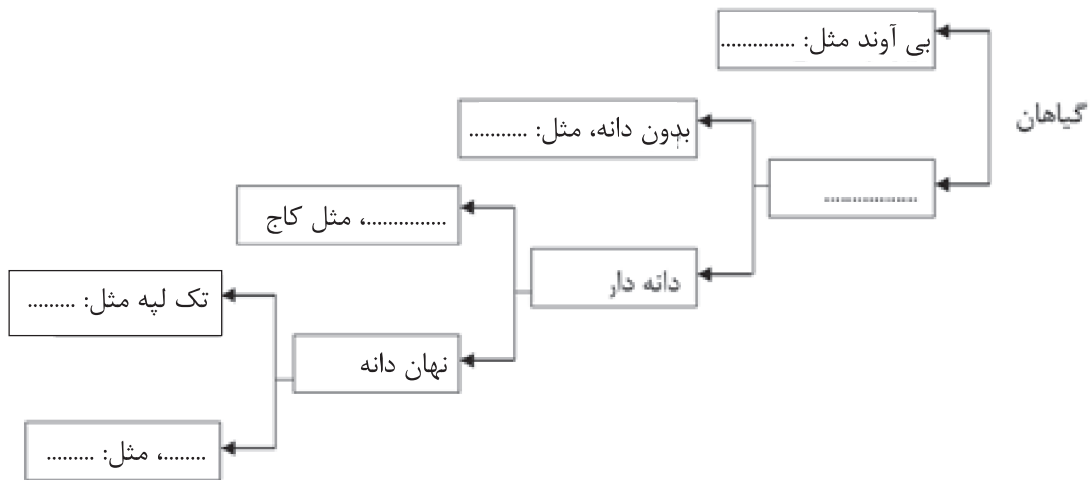 گیاهان
بی آوند مثل: ..............
..................
بدون دانه، مثل: ...........
دانه دار
...............، مثل کاج
نهان دانه
تک لپه مثل: .........
........، مثل: .........